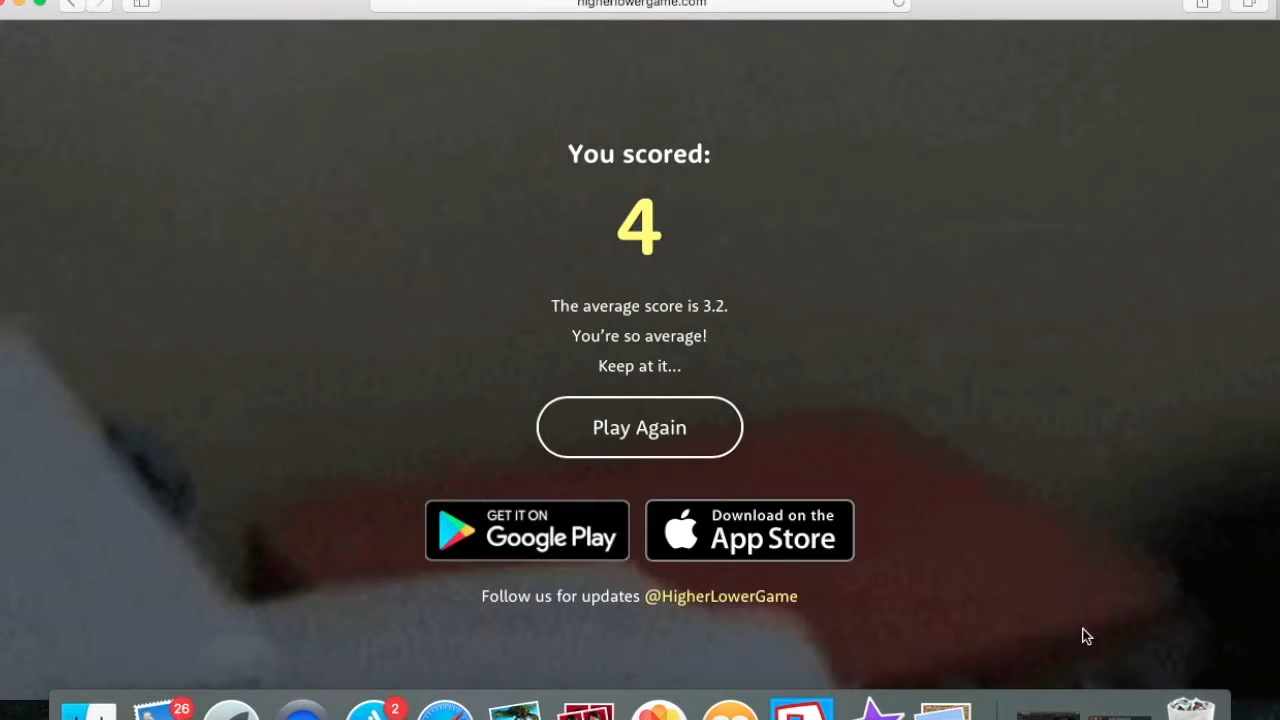 higherlowergame.com
You scored:
4
The average score is 3.2.
You're so average!
Keep at it...
Play Again
GET IT ON
Google Play
Download on the
App Store
Follow us for updates @HigherLowerGame
26
2